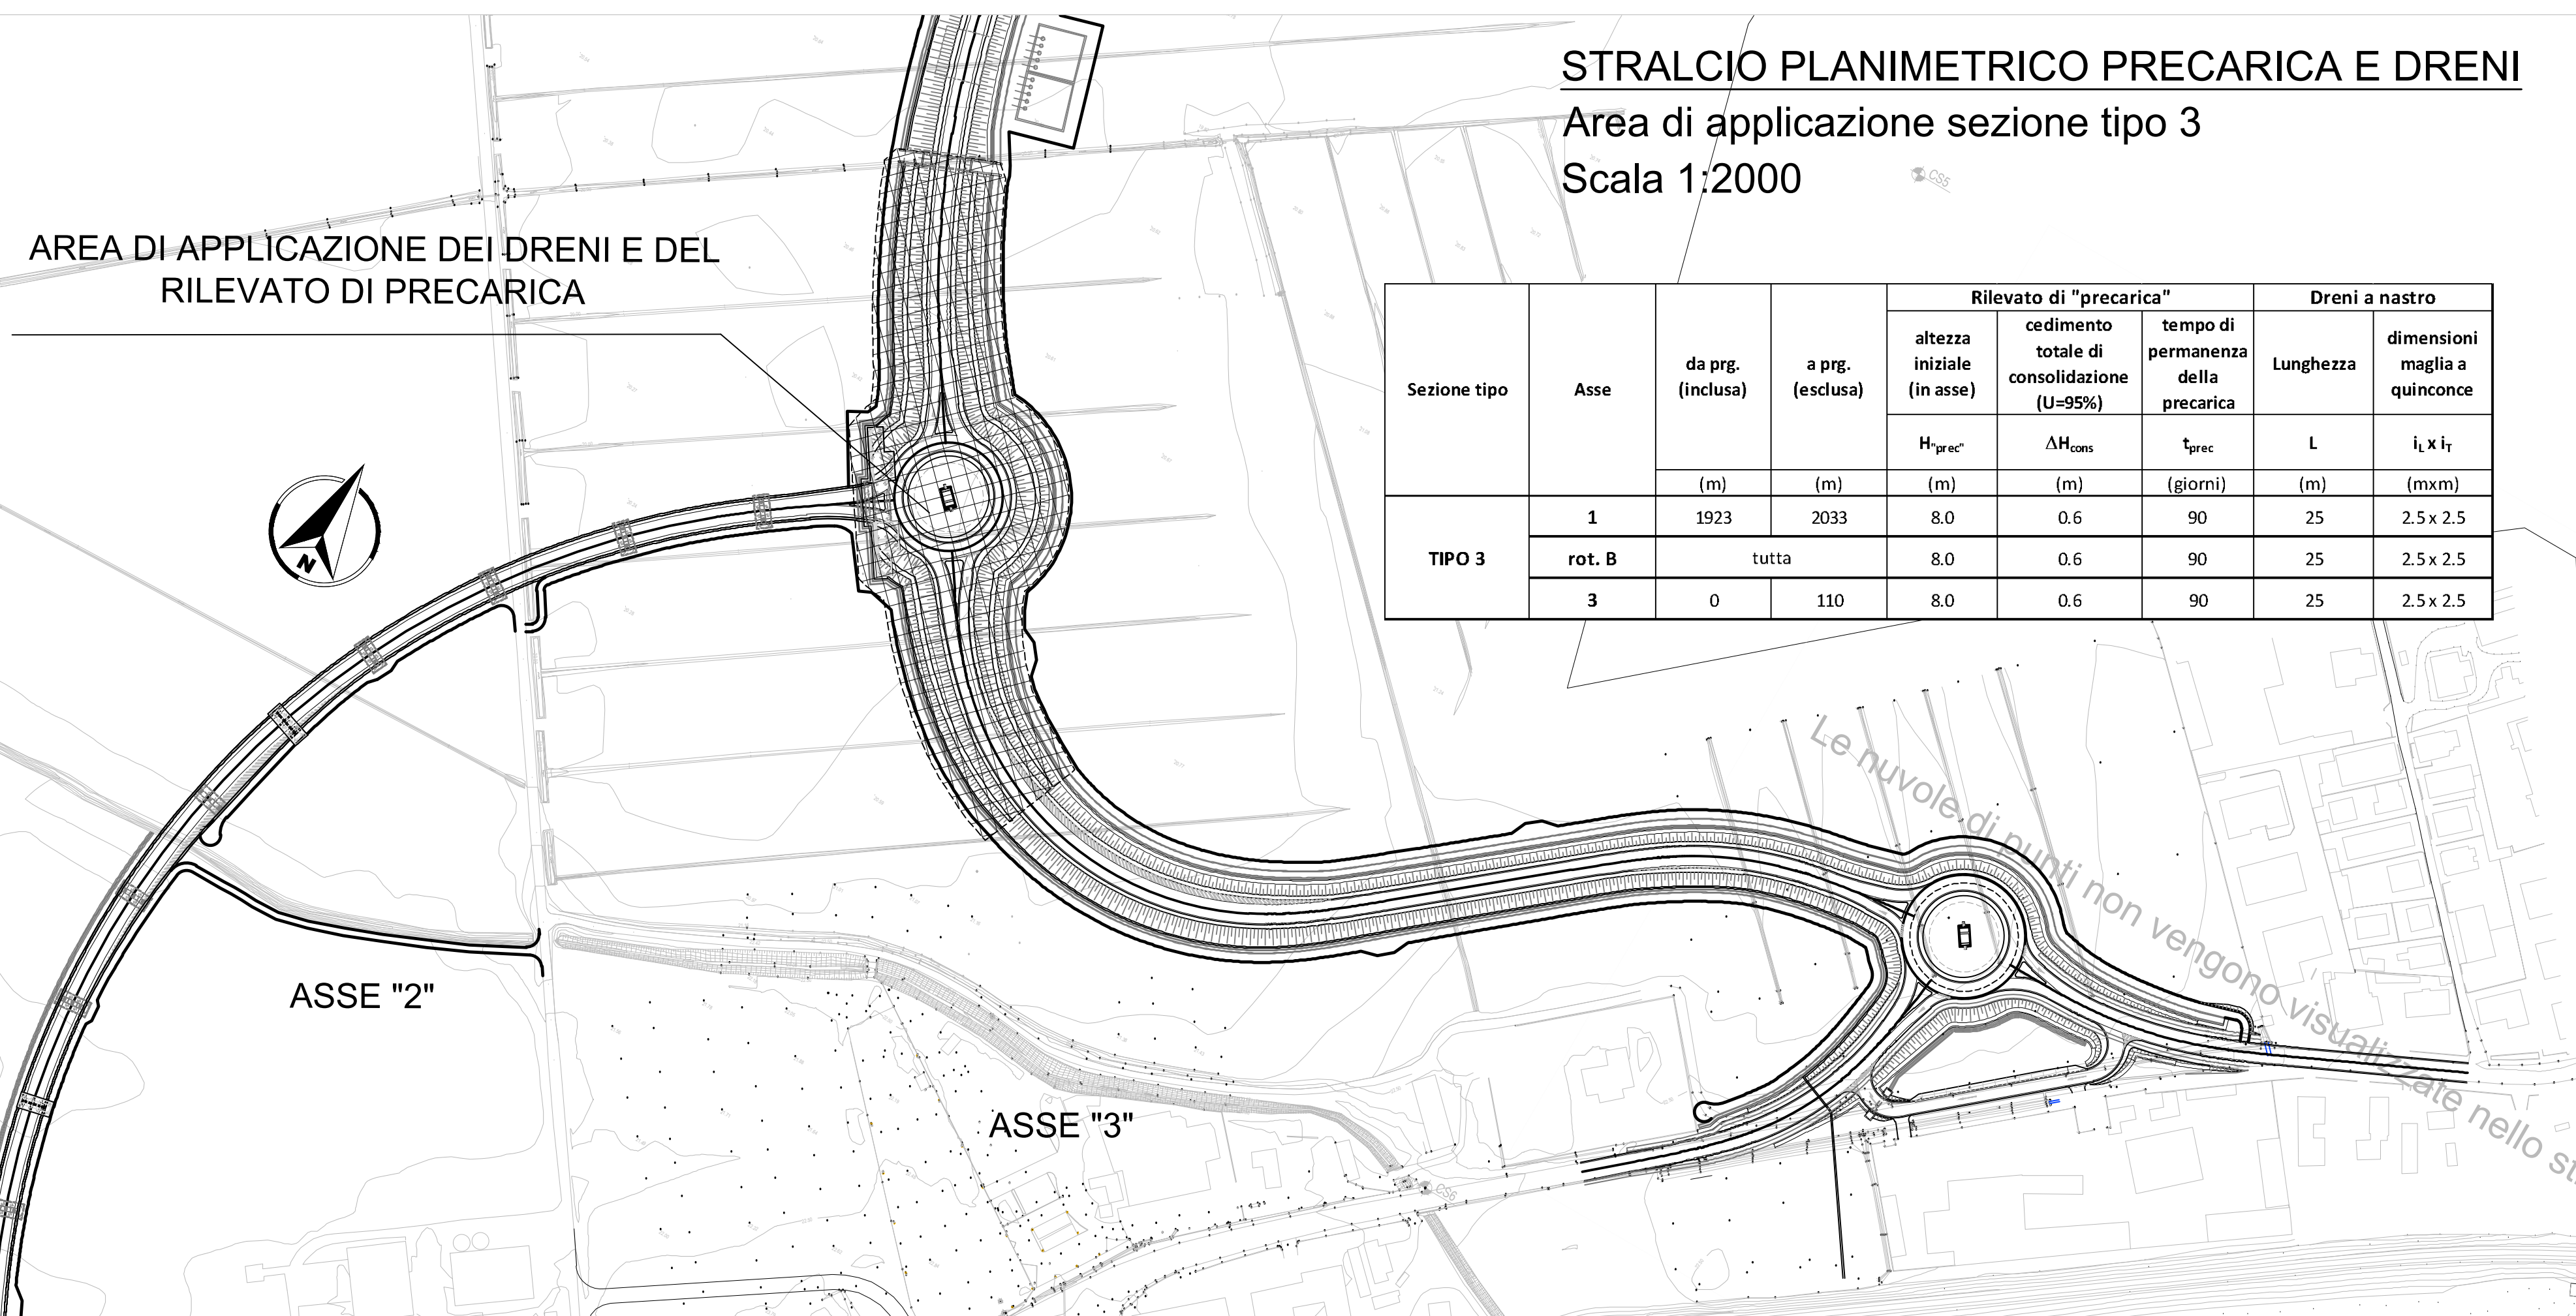 STRALCIO PLANIMETRICO PRECARICA E DRENI
Area di applicazione sezione tipo 3
Scala 1:2000
CS5
AREA DI APPLICAZIONE DEI DRENI E DEL
RILEVATO DI PRECARICA
N
Sezione tipo
Asse
da prg.
(inclusa)
a prg.
(esclusa)
Rilevato di "precarica"
Dreni a nastro
altezza
iniziale
(in asse)
cedimento
totale di
consolidazione
(U=95%)
tempo di
permanenza
della
precarica
Lunghezza
dimensioni
maglia a
quinconce
H"prec" ΔHcons tprec L iL x iT
(m) (m) (m) (m) (giorni) (m) (mxm)
TIPO 3
1 1923 2033 8.0 0.6 90 25 2.5 x 2.5
rot. B tutta 8.0 0.6 90 25 2.5 x 2.5
3 0 110 8.0 0.6 90 25 2.5 x 2.5
Le nuvole di punti non vengono visualizzate nello st
ASSE "2"
ASSE "3"
CS6